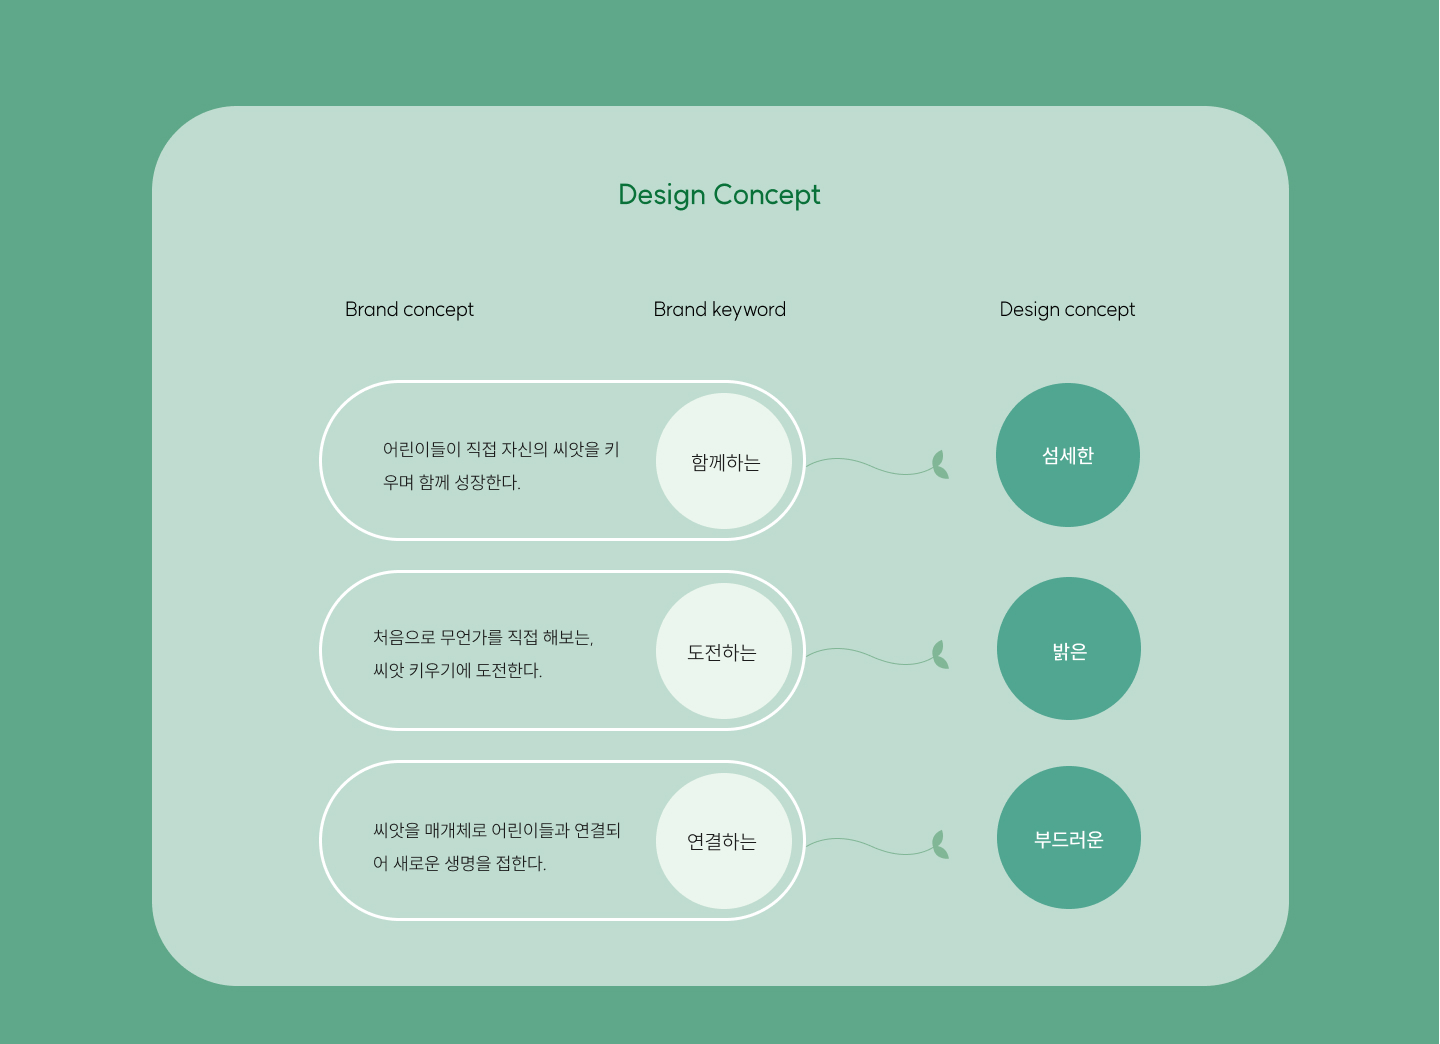 Design Concept
Brand concept
Brand keyword
Design concept
어린이들이 직접 자신의 씨앗을 키
우며 함께 성장한다.
함께하는
섬세한
처음으로 무언가를 직접 해보는,
씨앗 키우기에 도전한다.
도전하는
밝은
씨앗을 매개체로 어린이들과 연결되
어 새로운 생명을 접한다.
연결하는
부드러운